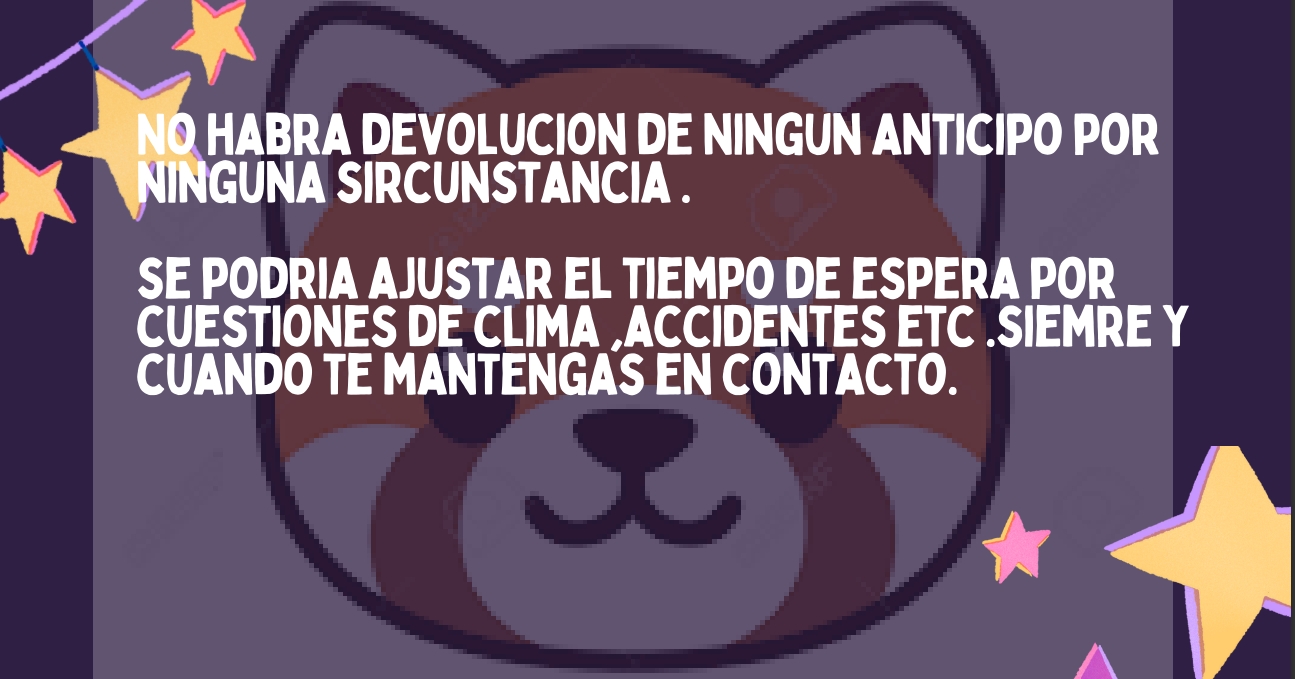 NO HABRA DEVOLUCION DE NINGUN ANTICIPO POR
NINGUNA SIRCUNSTANCIA .
SE PODRIA AJUSTAR EL TIEMPO DE ESPERA POR
CUESTIONES DE CLIMA ,ACCIDENTES ETC .SIEMRE Y
CUANDO TE MANTENGAS EN CONTACTO.